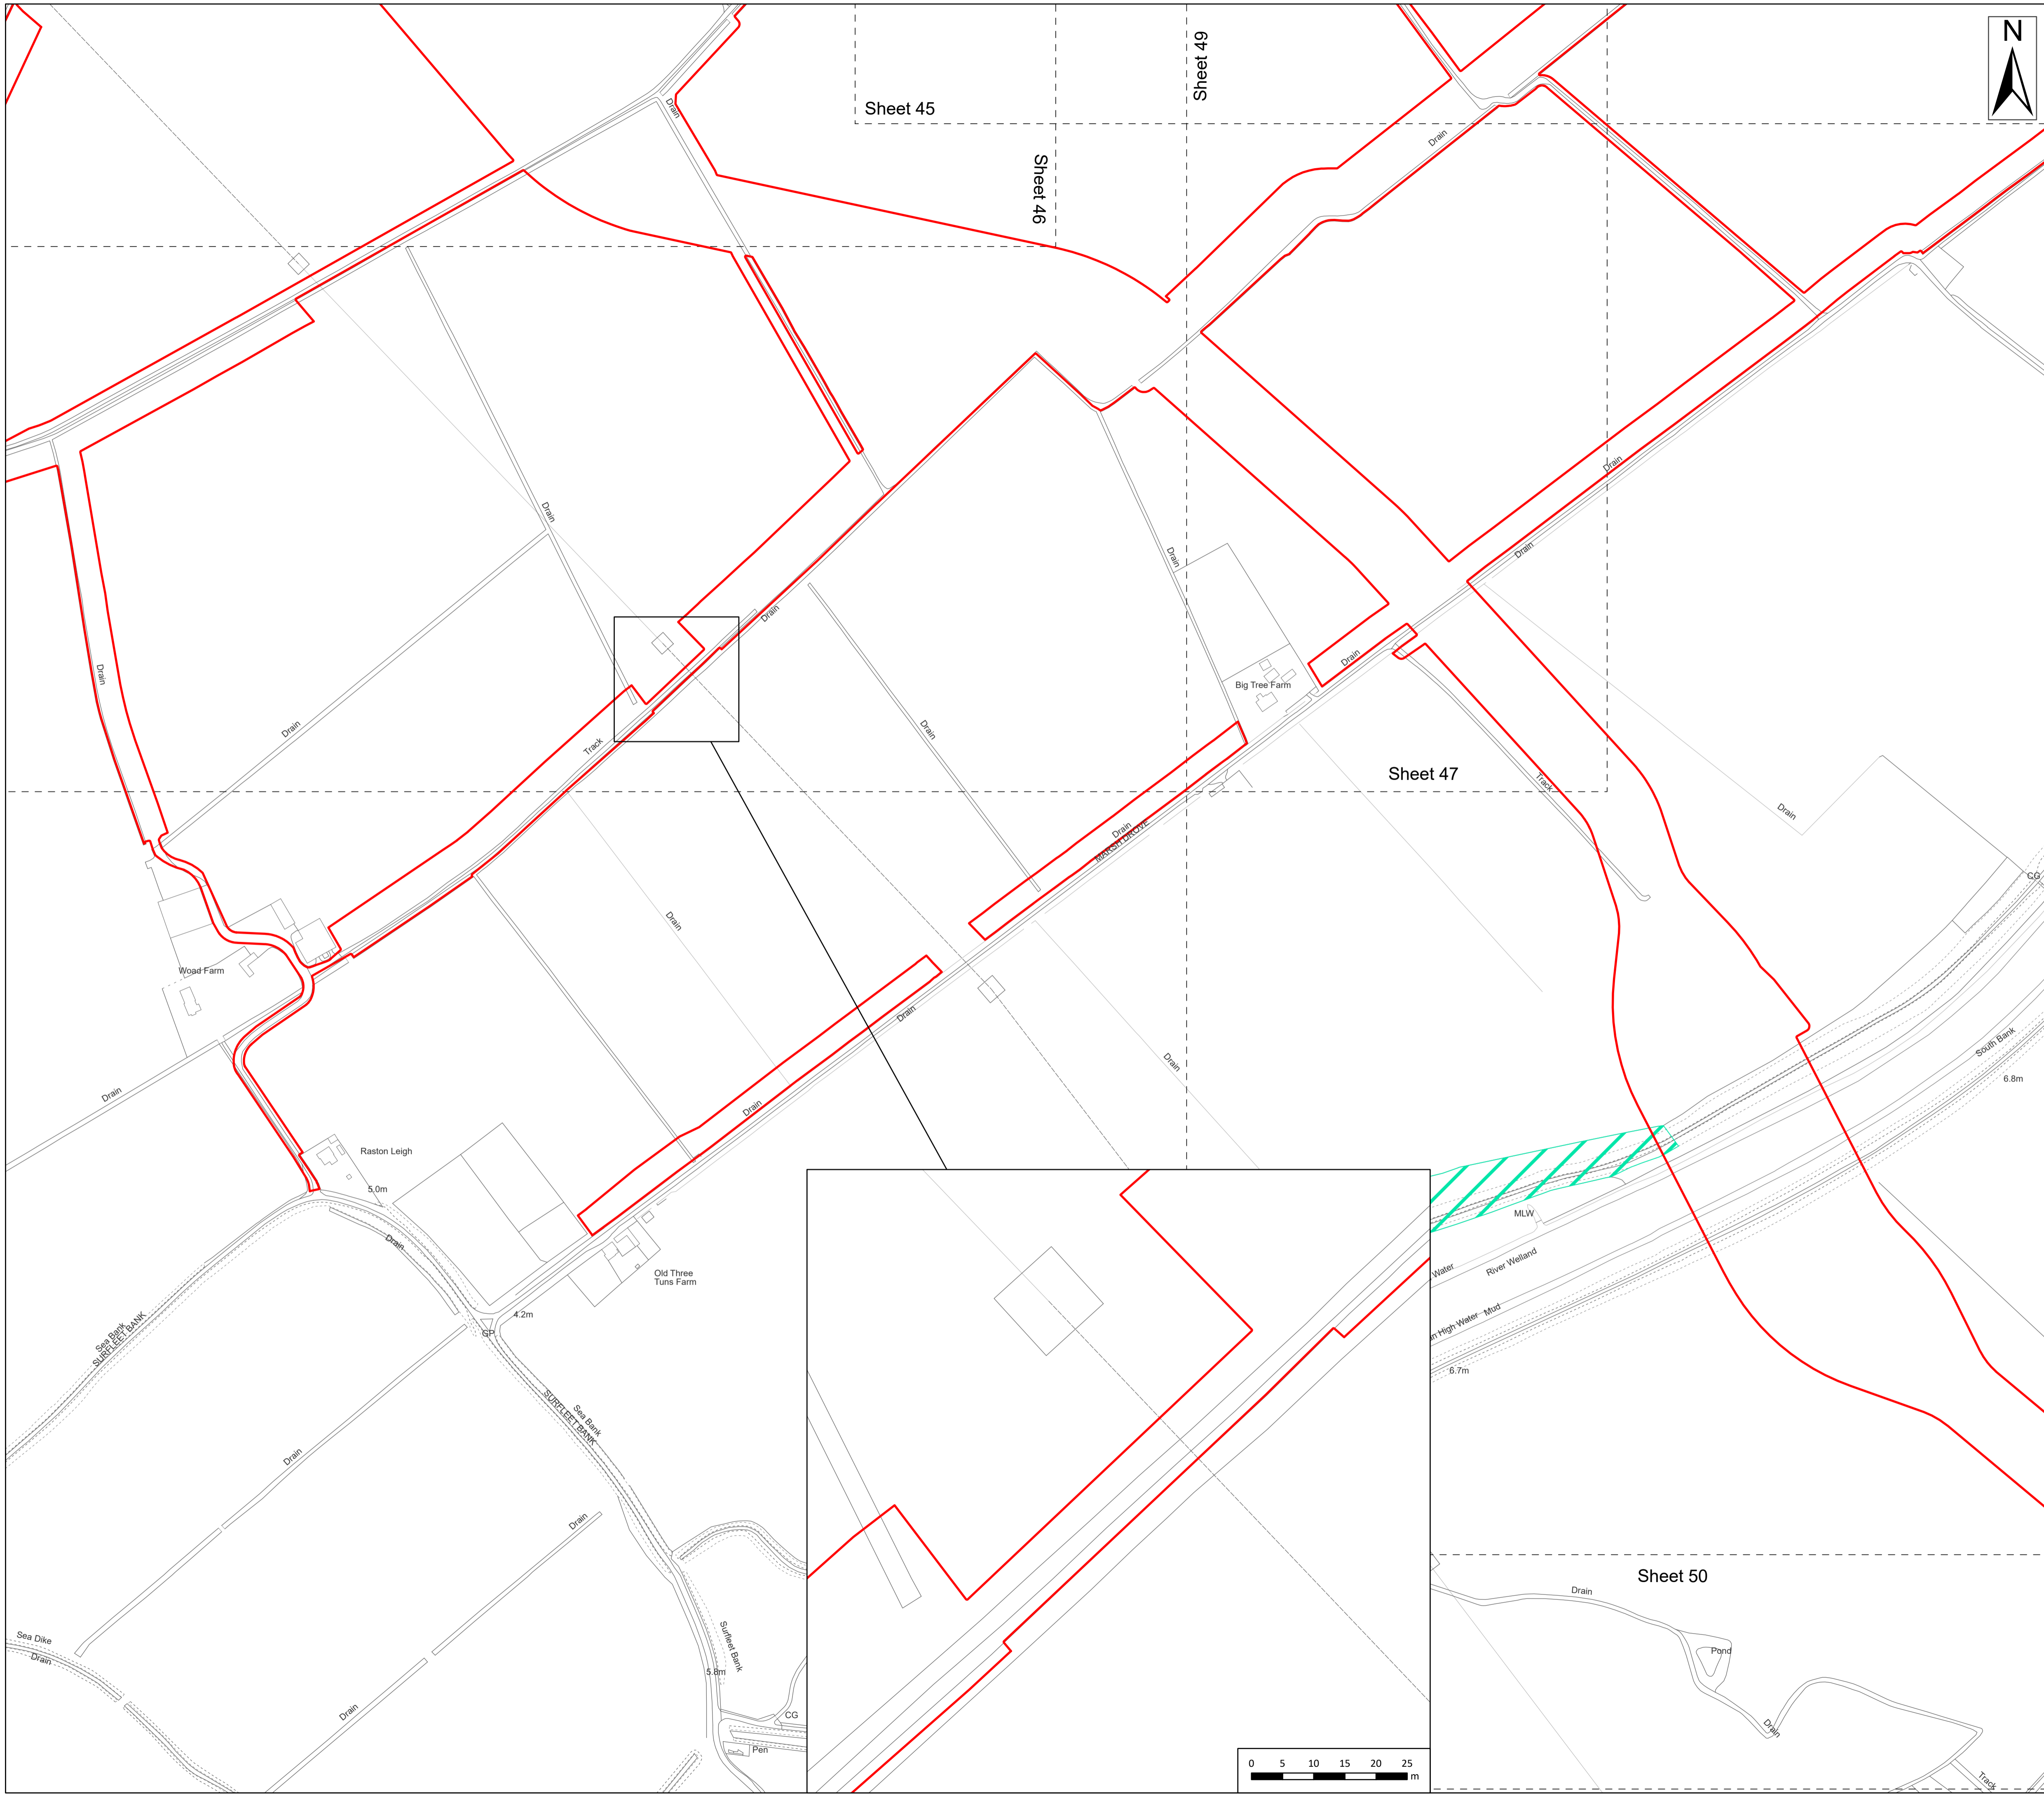 N
Sheet 49
Sheet 45
Drain
Drain
Sheet 46
Drain
Drain
Drain
Drain
Drain
Drain
Drain
Big Tree Farm
Drain
Drain
Drain
Track
Sheet 47
Track
Drain
Drain
MARSH DROVE
CG
Drain
Woad Farm
Drain
South Bank
Drain
6.8m
Drain
Drain
Raston Leigh
5.0m
MLW
Drain
River Welland
Water
Old Three
Tuns Farm
4.2m
Mud
an High Water
GP
Sea Bank
SURFLEET BANK
6.7m
Sea Bank
SURFLEET BANK
Drain
Drain
Sheet 50
Drain
Surfleet Bank
Sea Dike
Drain
Pond
5.8m
Drain
CG
Drain
Pen
0 5 10 15 20 25
m
Track